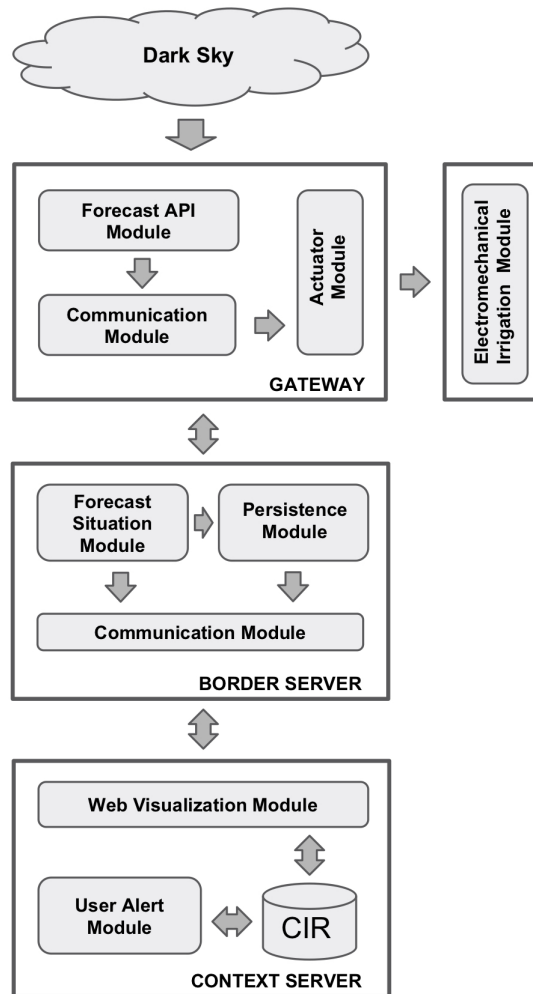 Dark Sky
Forecast API
Module
Communication
Module
Actuator
Module
GATEWAY
Electromechanical
Irrigation Module
Forecast
Situation
Module
Persistence
Module
Communication Module
BORDER SERVER
Web Visualization Module
User Alert
Module
CIR
CONTEXT SERVER